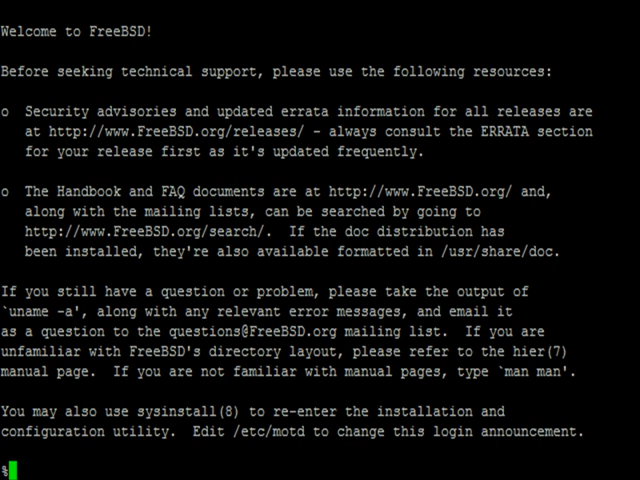 Welcome to FreeBSD!
Before seeking technical support, please use the following resources:
o  Security advisories and updated errata information for all releases are
at http://www.FreeBSD.org/releases/ - always consult the ERRATA section
for your release first as it's updated frequently.
o  The Handbook and FAQ documents are at http://www.FreeBSD.org/ and,
along with the mailing lists, can be searched by going to
http://www.FreeBSD.org/search/.  If the doc distribution has
been installed, they're also available formatted in /usr/share/doc.
If you still have a question or problem, please take the output of
`uname -a', along with any relevant error messages, and email it
as a question to the questions@FreeBSD.org mailing list.  If you are
unfamiliar with FreeBSD's directory layout, please refer to the hier(7)
manual page.  If you are not familiar with manual pages, type `man man'.
You may also use sysinstall(8) to re-enter the installation and
configuration utility.  Edit /etc/motd to change this login announcement.
%